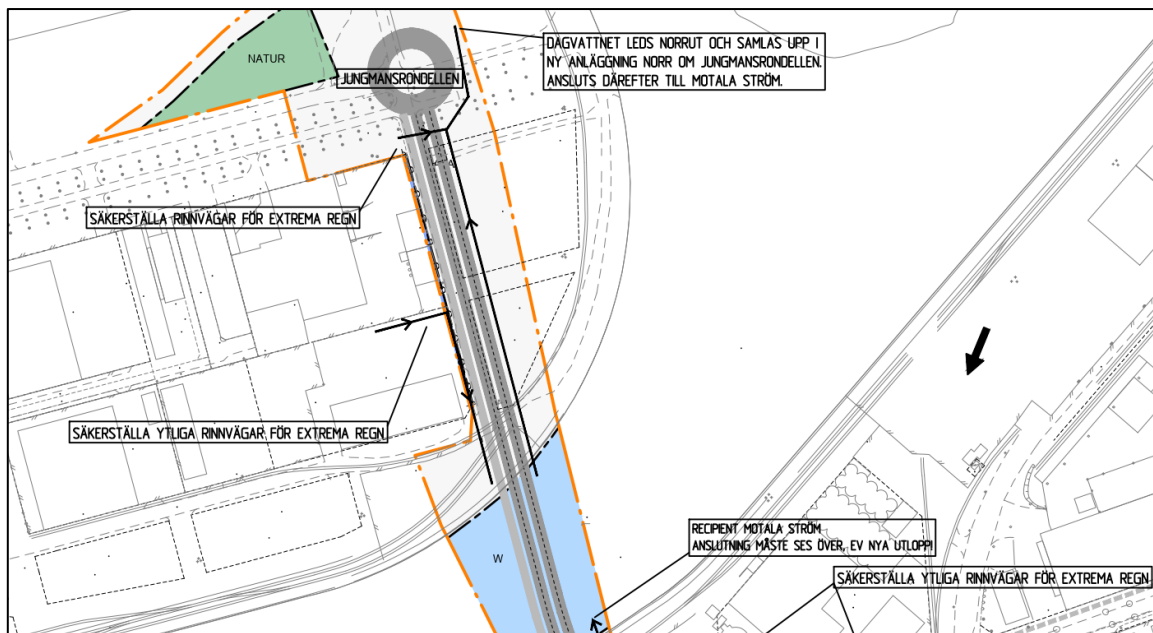 DAGVATTNET LEDS NORRUT OCH SAMLAS UPP I
NY ANLÄGGNING NORR OM JUNGMANSRONDELLEN.
ANSLUTS DÄREFTER TILL MOTALA STRÖM.
NATUR
JUNGMANSRONDELLEN
SÄKERSTÄLLA RINNVÄGAR FÖR EXTREMA REGN
SÄKERSTÄLLA YTLIGA RINNVÄGAR FÖR EXTREMA REGN
RECIPIENT MOTALA STRÖM
ANSLUTNING MÅSTE SES ÖVER, EV NYA UTLOPP!
W
SÄKERSTÄLLA YTLIGA RINNVÄGAR FÖR EXTREMA REGN